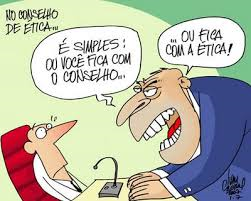 NO CONSELHO
DE ÉTICA...
É SIMPLES:
OU VOCÊ FICA COM
O CONSELHO...
... OU FICA
COM A ÉTICA!